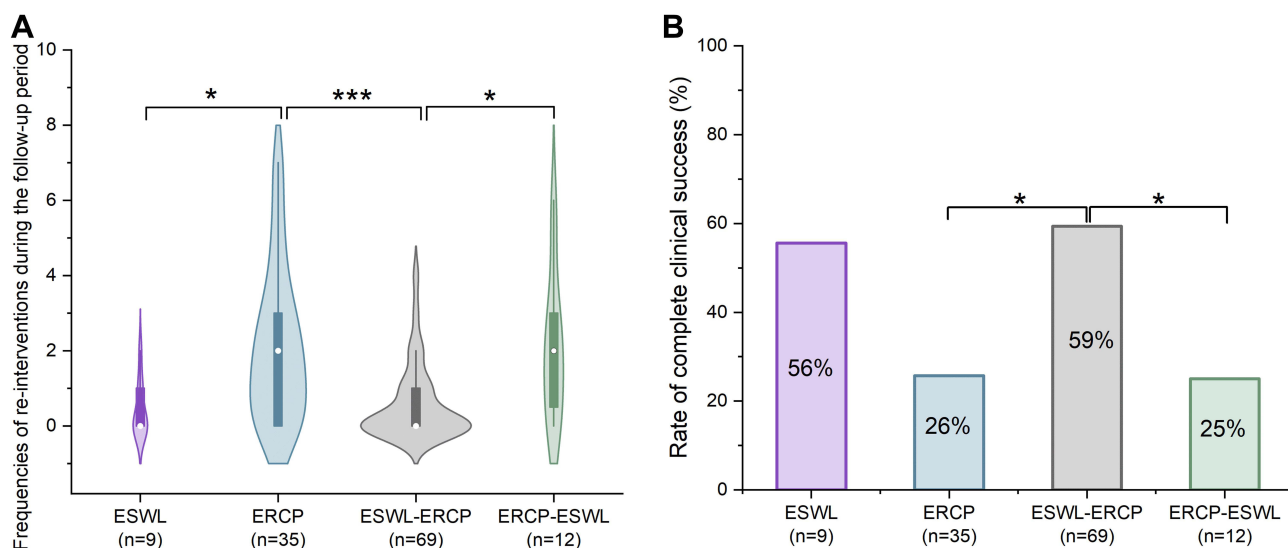 A
Frequencies of re-interventions during the follow-up period
10
8
6
4
2
0
*
***
*
ESWL
(n=9)
ERCP
(n=35)
ESWL-ERCP
(n=69)
ERCP-ESWL
(n=12)
B
Rate of complete clinical success (%)
100
80
60
40
20
0
*
*
56%
26%
59%
25%
ESWL
(n=9)
ERCP
(n=35)
ESWL-ERCP
(n=69)
ERCP-ESWL
(n=12)